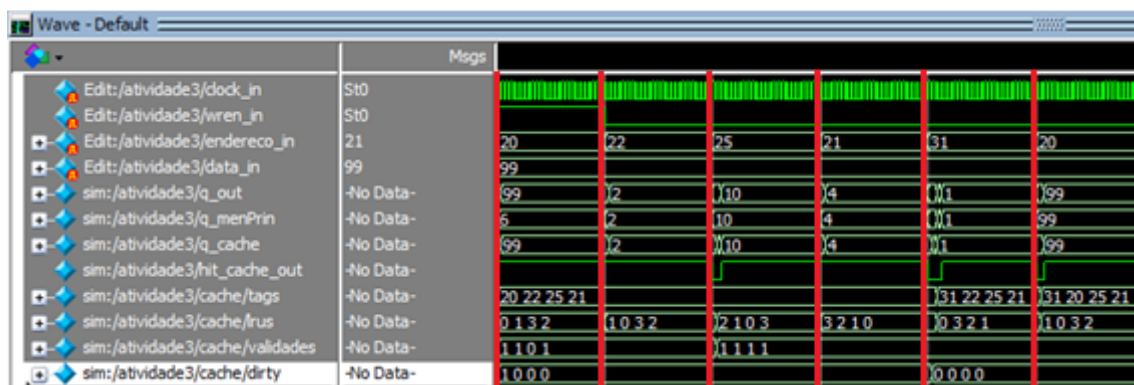 Wave - Default
Msgs
Edit:/atividade3/clock_in St0
Edit:/atividade3/wren_in St0
Edit:/atividade3/endereco_in 21 20 22 25 21 31 20
Edit:/atividade3/data_in 99 99
sim:/atividade3/q_out -No Data- 99 2 10 4 1 99
sim:/atividade3/q_menPrin -No Data- 6 2 10 4 1 99
sim:/atividade3/q_cache -No Data- 99 2 10 4 1 99
sim:/atividade3/hit_cache_out -No Data-
sim:/atividade3/cache/tags -No Data- 20 22 25 21 31 22 25 21 31 20 25 21
sim:/atividade3/cache/lrus -No Data- 0 1 3 2 1 0 3 2 2 1 0 3 3 2 1 0 0 3 2 1 1 0 3 2
sim:/atividade3/cache/validades -No Data- 1 1 0 1 1 1 1 1
sim:/atividade3/cache/dirty -No Data- 1 0 0 0 0 0 0 0